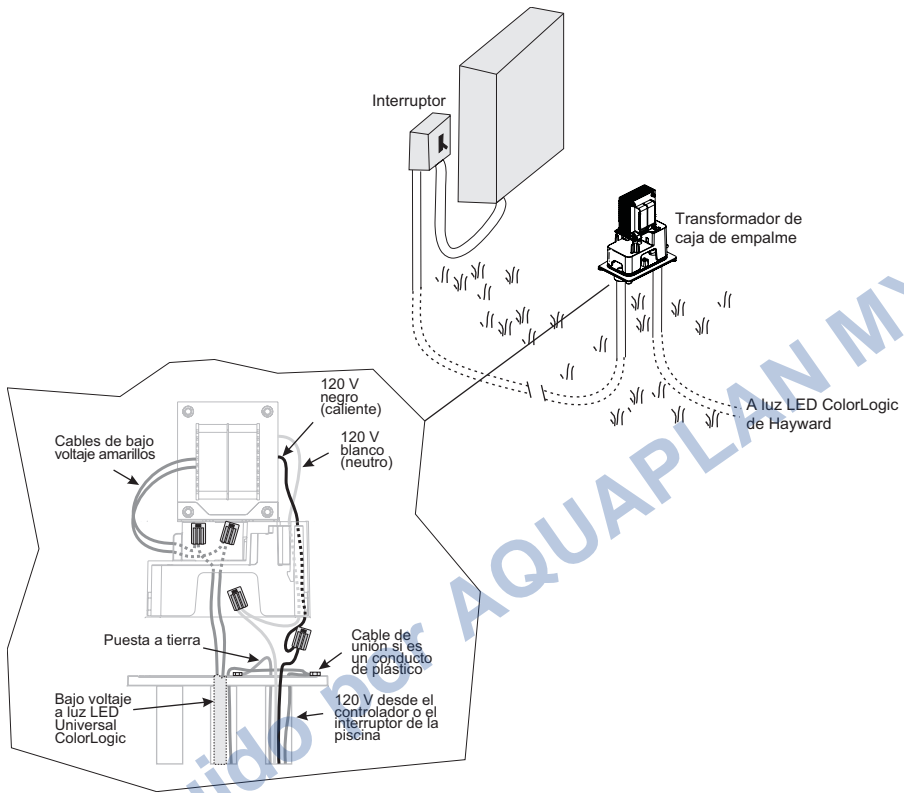 Interruptor
Transformador de
caja de empalme
A luz LED ColorLogic
de Hayward
120 V
negro
(caliente)
120 V
blanco
(neutro)
Cables de bajo
voltaje amarillos
Puesta a tierra
Cable de
unión si es
un conducto
de plástico
Bajo voltaje
a luz LED
Universal
ColorLogic
120 V desde el
controlador o el
interruptor de la
piscina
por AQUAPLAN